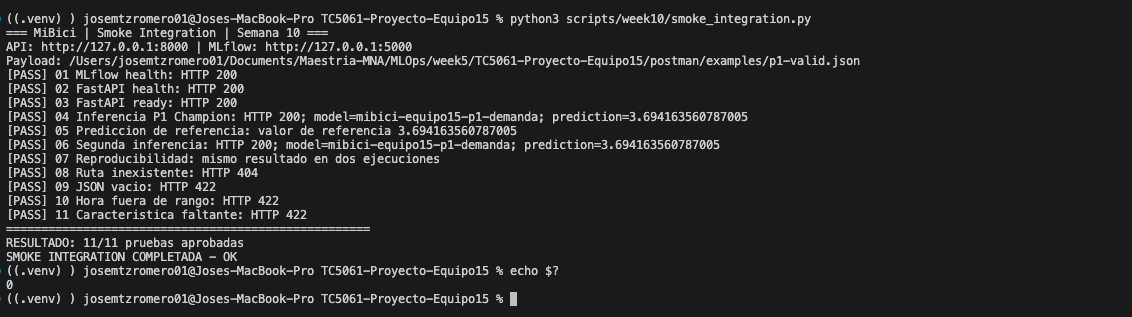 ((.venv) ) josemtzromero01@Joses-MacBook-Pro TC5061-Proyecto-Equipo15 % python3 scripts/week10/smoke_integration.py
=== MiBici | Smoke Integration | Semana 10 ===
API: http://127.0.0.1:8000 | MLflow: http://127.0.0.1:5000
Payload: /Users/josemtzromero01/Documents/Maestria-MNA/MLOps/week5/TC5061-Proyecto-Equipo15/postman/examples/p1-valid.json
[PASS] 01 MLflow health: HTTP 200
[PASS] 02 FastAPI health: HTTP 200
[PASS] 03 FastAPI ready: HTTP 200
[PASS] 04 Inferencia P1 Champion: HTTP 200; model=mibici-equipo15-p1-demanda; prediction=3.694163560787005
[PASS] 05 Prediccion de referencia: valor de referencia 3.694163560787005
[PASS] 06 Segunda inferencia: HTTP 200; model=mibici-equipo15-p1-demanda; prediction=3.694163560787005
[PASS] 07 Reproducibilidad: mismo resultado en dos ejecuciones
[PASS] 08 Ruta inexistente: HTTP 404
[PASS] 09 JSON vacio: HTTP 422
[PASS] 10 Hora fuera de rango: HTTP 422
[PASS] 11 Caracteristica faltante: HTTP 422
====================================================
RESULTADO: 11/11 pruebas aprobadas
SMOKE INTEGRATION COMPLETADA - OK
((.venv) ) josemtzromero01@Joses-MacBook-Pro TC5061-Proyecto-Equipo15 % echo $?
0
((.venv) ) josemtzromero01@Joses-MacBook-Pro TC5061-Proyecto-Equipo15 %